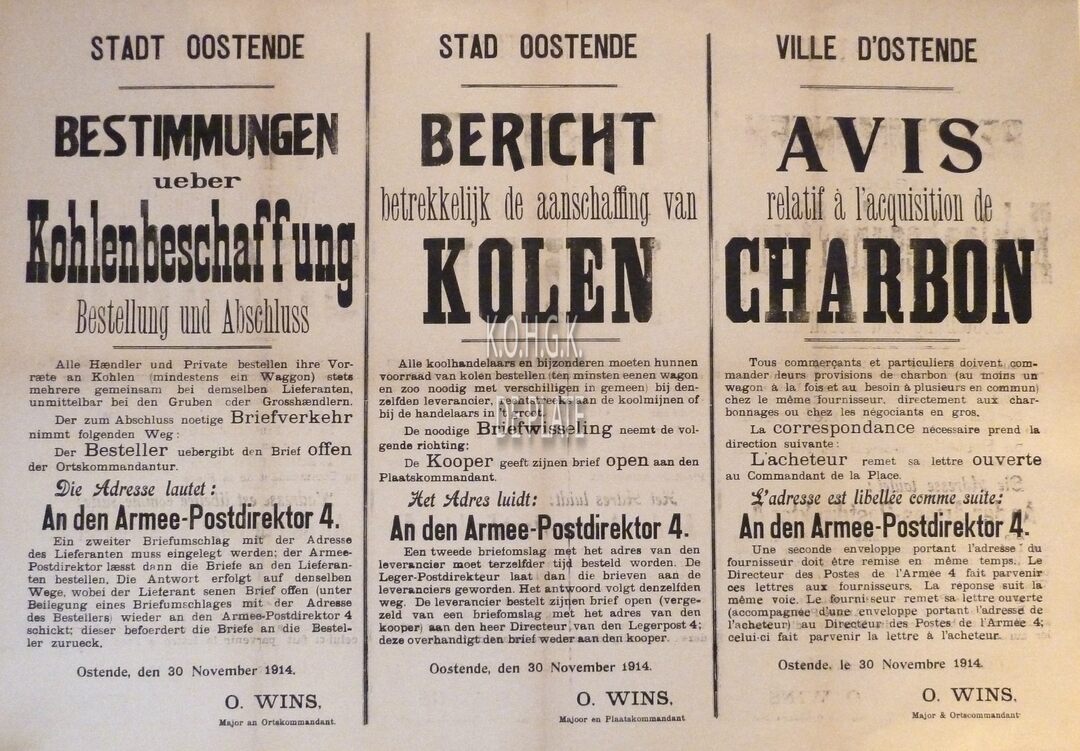 STADT OOSTENDE
BESTIMMUNGEN
ueber
Kohlenbeschaffung
Bestellung und Abschluss
Alle Hændler und Private bestellen ihre Vor-
ræte an Kohlen (mindestens ein Waggon) stets
mehrere gemeinsam bei demselben Lieferanten,
unmittelbar bei den Gruben oder Grosshændlern.
Der zum Abschluss noetige Briefverkehr
nimmt folgenden Weg:
Der Besteller uebergibt den Brief offen
der Ortskommandantur.
Die Adresse lautet:
An den Armee-Postdirektor 4.
Ein zweiter Briefumschlag mit der Adresse
des Lieferanten muss eingelegt werden; der Armee-
Postdirektor læsst dann die Briefe an den Lieferan-
ten bestellen. Die Antwort erfolgt auf denselben
Wege, wobei der Lieferant senen Brief offen (unter
Beilegung eines Briefumschlages mit der Adresse
des Bestellers) wieder an den Armee-Postdirektor 4
schickt; dieser befoerdert die Briefe an die Bestel-
ler zurueck.
Ostende, den 30 November 1914.
O. WINS,
Major an Ortskommandant.
STAD OOSTENDE
BERICHT
betrekkelijk de aanschaffing van
KOLEN
Alle koolhandelaars en bijzonderen moeten hunnen
voorraad van kolen bestellen (ten minsten eenen wagon
en zoo noodig met verschilligen in gemeen) bij den-
zelfden leverancier, rechtstreeks aan de koolmijnen of
bij de handelaars in 't groot.
De noodige Briefwisseling neemt de vol-
gende richting:
De Kooper geeft zijnen brief open aan den
Plaatskommandant.
Het Adres luidt:
An den Armee-Postdirektor 4.
Een tweede briefomslag met het adres van den
leverancier moet terzelfder tijd besteld worden. De
Leger-Postdirekteur laat dan die brieven aan de
leveranciers geworden. Het antwoord volgt denzelfden
weg. De leverancier bestelt zijnen brief open (verge-
zeld van een briefomslag met het adres van den
kooper) aan den heer Directeur van den Legerpost 4;
deze overhandigt den brief weder aan den kooper.
Oostende, den 30 November 1914.
O. WINS,
Majoor en Plaatskommandant
VILLE D'OSTENDE
AVIS
relatif à l'acquisition de
CHARBON
Tous commerçants et particuliers doivent com-
mander leurs provisions de charbon (au moins un
wagon à la fois et au besoin à plusieurs en commun)
chez le même fournisseur, directement aux char-
bonnages ou chez les négociants en gros.
La correspondance nécessaire prend la
direction suivante:
L'acheteur remet sa lettre ouverte
au Commandant de la Place.
L'adresse est libellée comme suite:
An den Armee-Postdirektor 4.
Une seconde enveloppe portant l'adresse du
fournisseur doit être remise en même temps. Le
Directeur des Postes de l'Armée 4 fait parvenir
ces lettres aux fournisseurs. La réponse suit la
même voie. Le fournisseur remet sa lettre ouverte
(accompagnée d'une enveloppe portant l'adresse de
l'acheteur) au Directeur des Postes de l'Armée 4;
celui-ci fait parvenir la lettre à l'acheteur.
Ostende, le 30 Novembre 1914.
O. WINS,
Major & Ortscommandant
K.O.H.G.K
DE PLATE